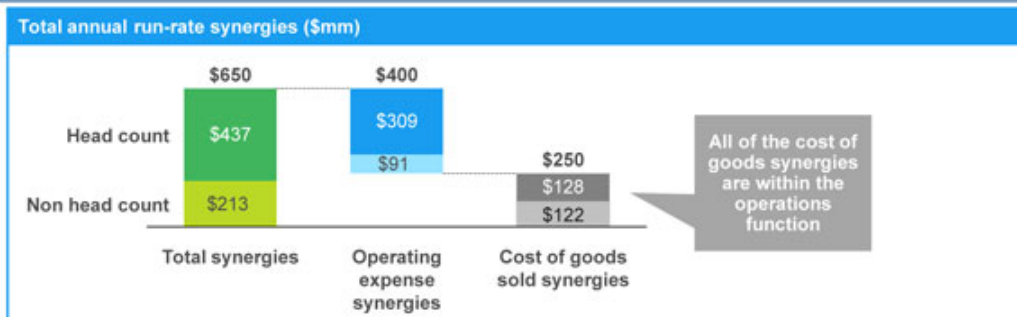 Total annual run-rate synergies ($mm)
$650
$400
Head count
$437
$309
$91
$250
$128
Non head count
$213
$122
All of the cost of
goods synergies
are within the
operations
function
Total synergies
Operating
expense
synergies
Cost of goods
sold synergies